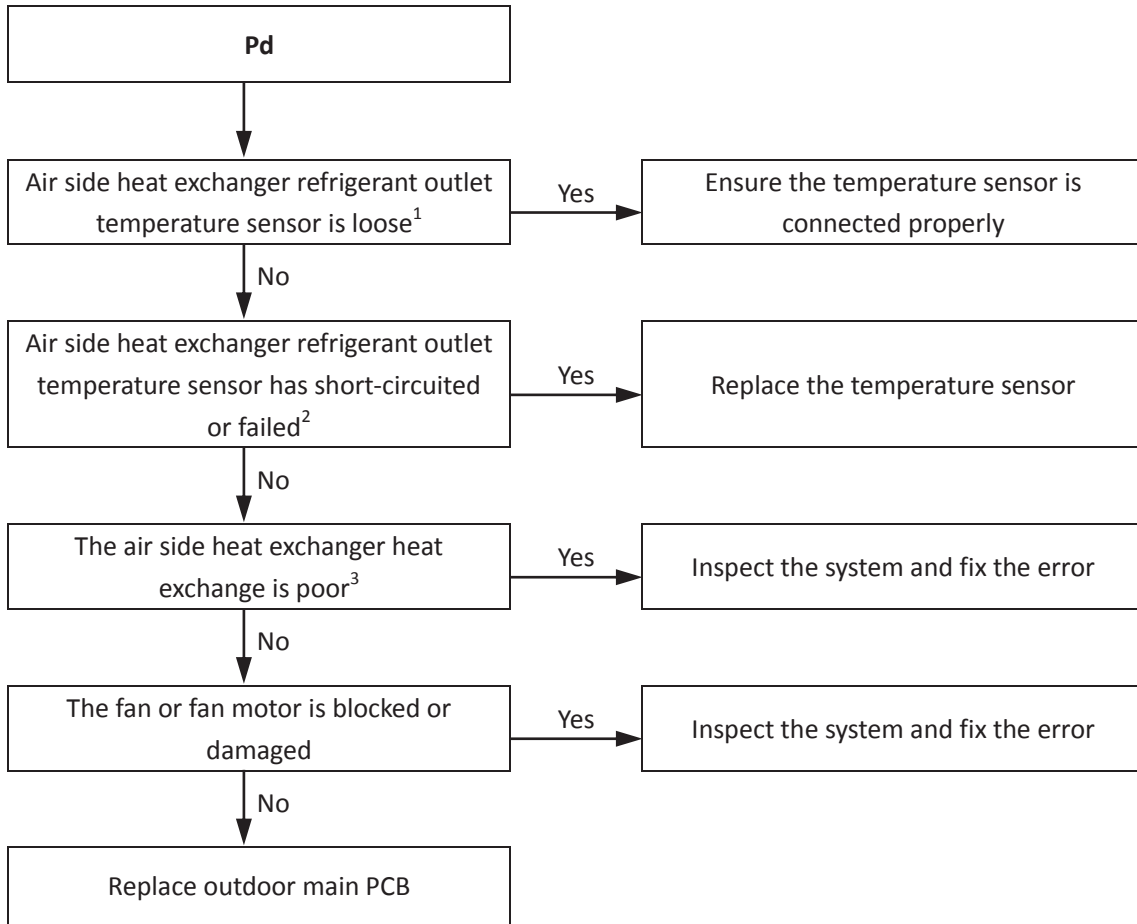 Pd
Air side heat exchanger refrigerant outlet
temperature sensor is loose1
Yes
Ensure the temperature sensor is
connected properly
No
Air side heat exchanger refrigerant outlet
temperature sensor has short-circuited
or failed2
Yes
Replace the temperature sensor
No
The air side heat exchanger heat
exchange is poor3
Yes
Inspect the system and fix the error
No
The fan or fan motor is blocked or
damaged
Yes
Inspect the system and fix the error
No
Replace outdoor main PCB